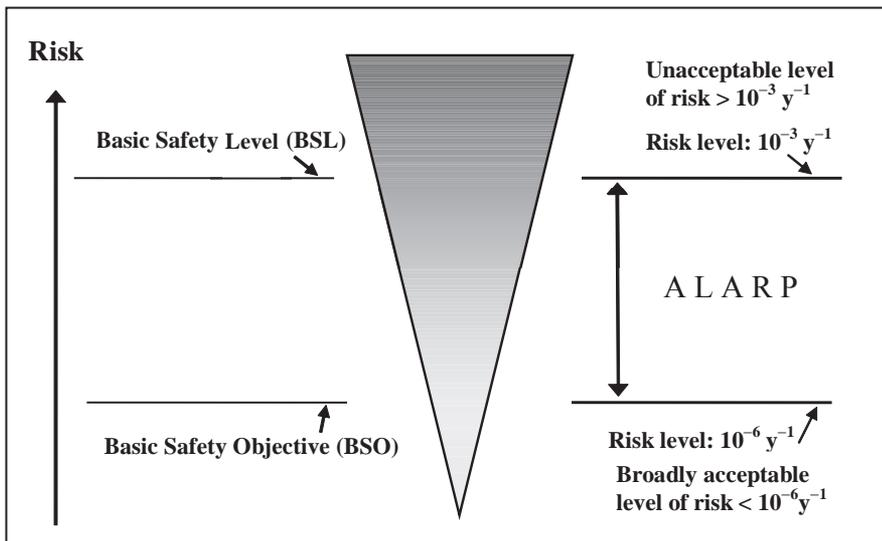 Risk
Unacceptable level
of risk > 10⁻³ y⁻¹
Basic Safety Level (BSL)
Risk level: 10⁻³ y⁻¹
A L A R P
Basic Safety Objective (BSO)
Risk level: 10⁻⁶ y⁻¹
Broadly acceptable
level of risk < 10⁻⁶y⁻¹